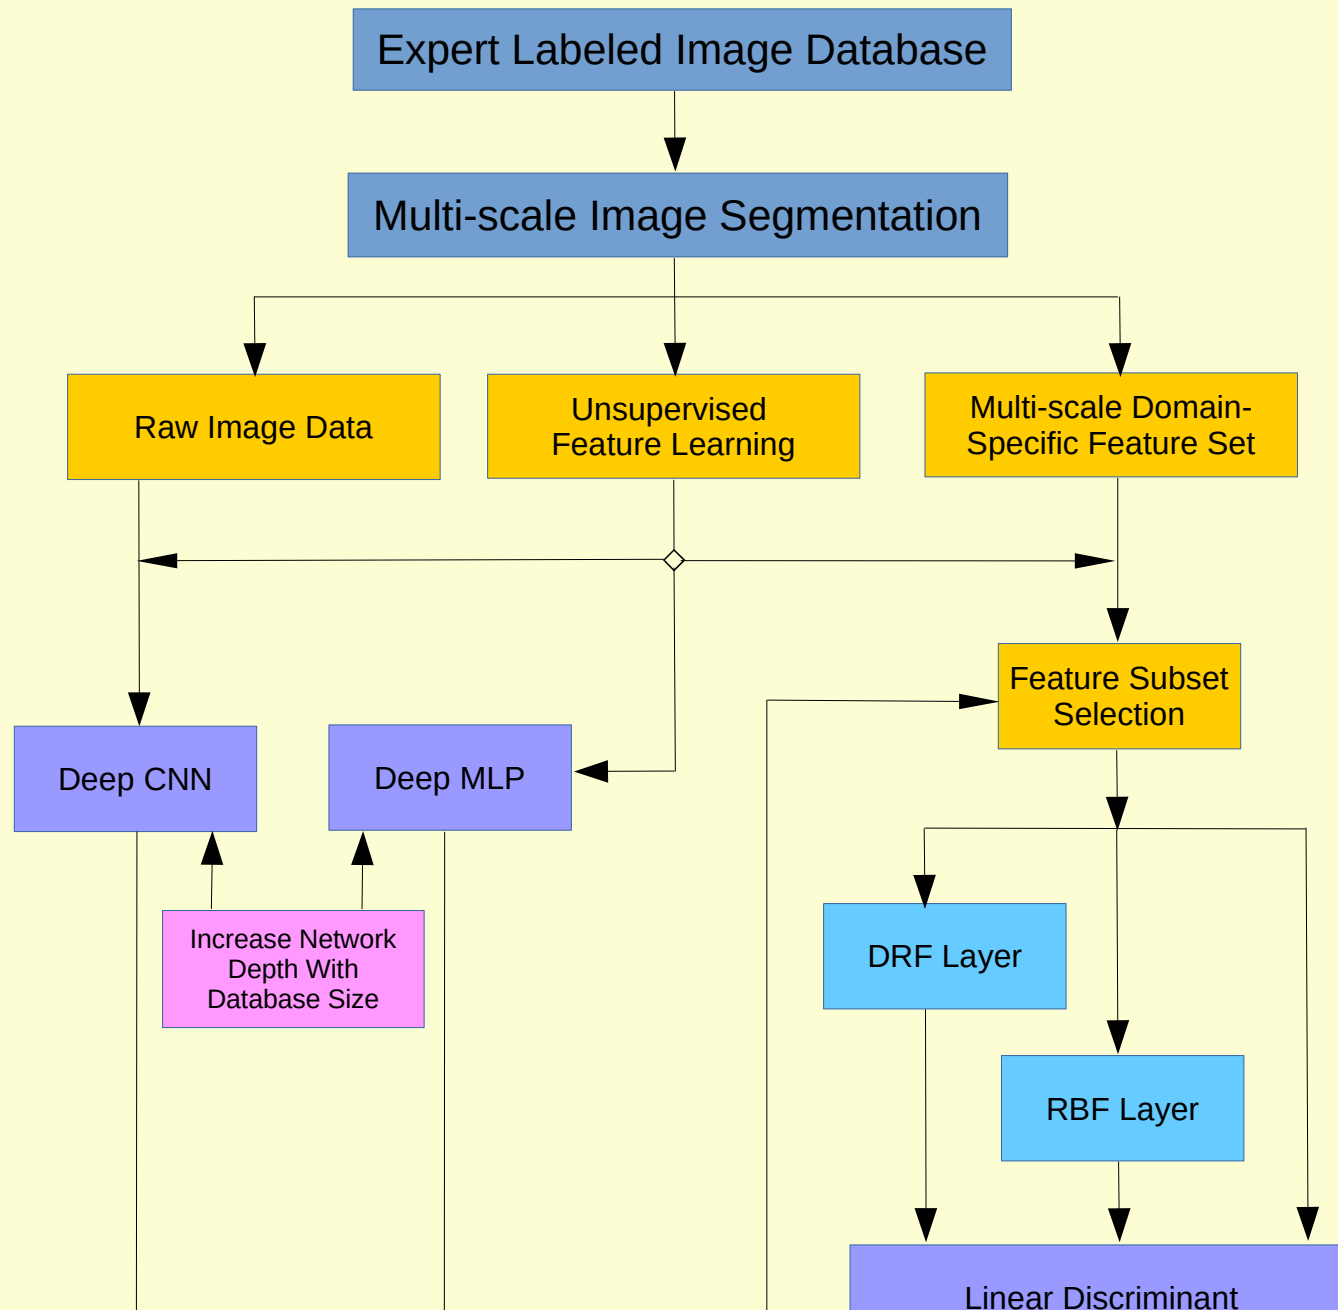 Expert Labeled Image Database
Multi-scale Image Segmentation
Raw Image Data
Unsupervised
Feature Learning
Multi-scale Domain-
Specific Feature Set
Feature Subset
Selection
Deep CNN
Deep MLP
Increase Network
Depth With
Database Size
DRF Layer
RBF Layer
Linear Discriminant